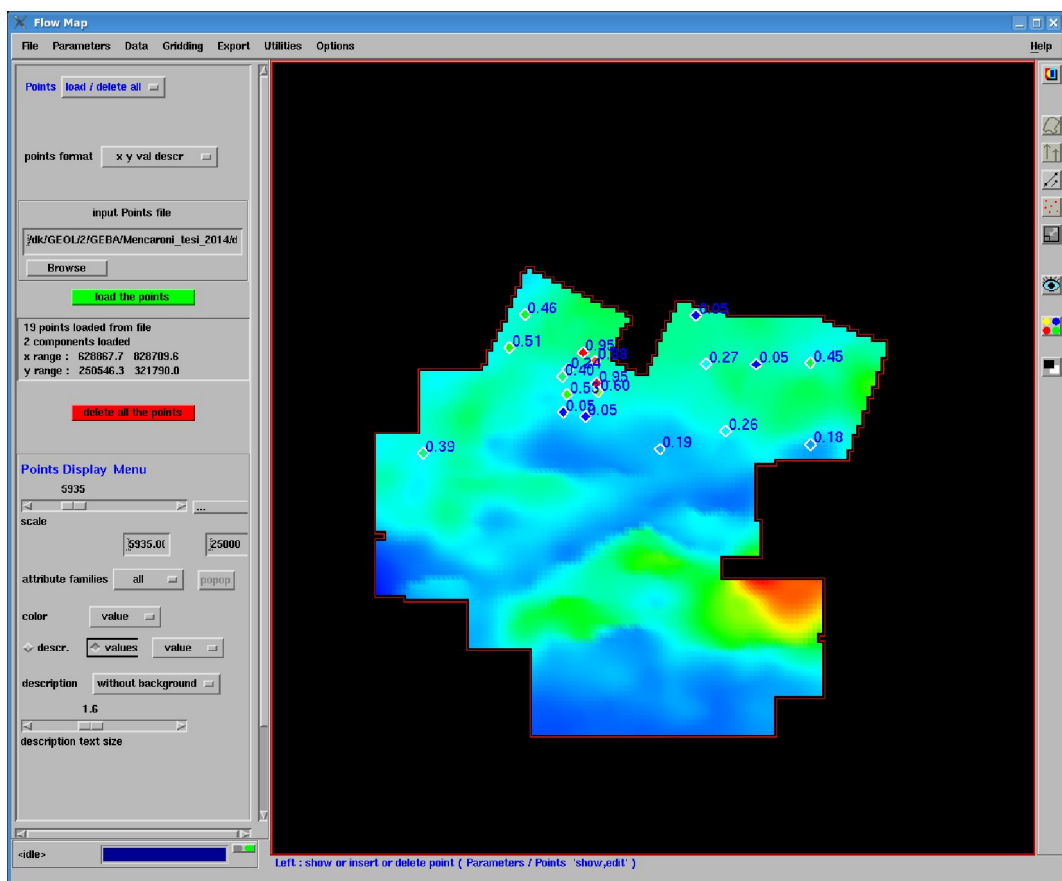 Flow Map
File Parameters Data Gridding Export Utilities Options Help
Points load / delete all
points format x y val descr
input Points file
/dk/GEOL/2/GEBA/Mencaroni_tesi_2014/d
Browse
load the points
19 points loaded from file
2 components loaded
x range : 628867.7 828709.6
y range : 250546.3 321790.0
delete all the points
Points Display Menu
5935
...
scale
5935.0( 25000
attribute families all popop
color value
descr. values value
description without background
1.6
description text size
<idle>
0.46
0.05
0.51
0.95
0.27
0.05
0.45
0.24
0.40
0.95
0.60
0.53
0.05
0.05
0.26
0.39
0.19
0.18
Left : show or insert or delete point ( Parameters / Points 'show,edit' )